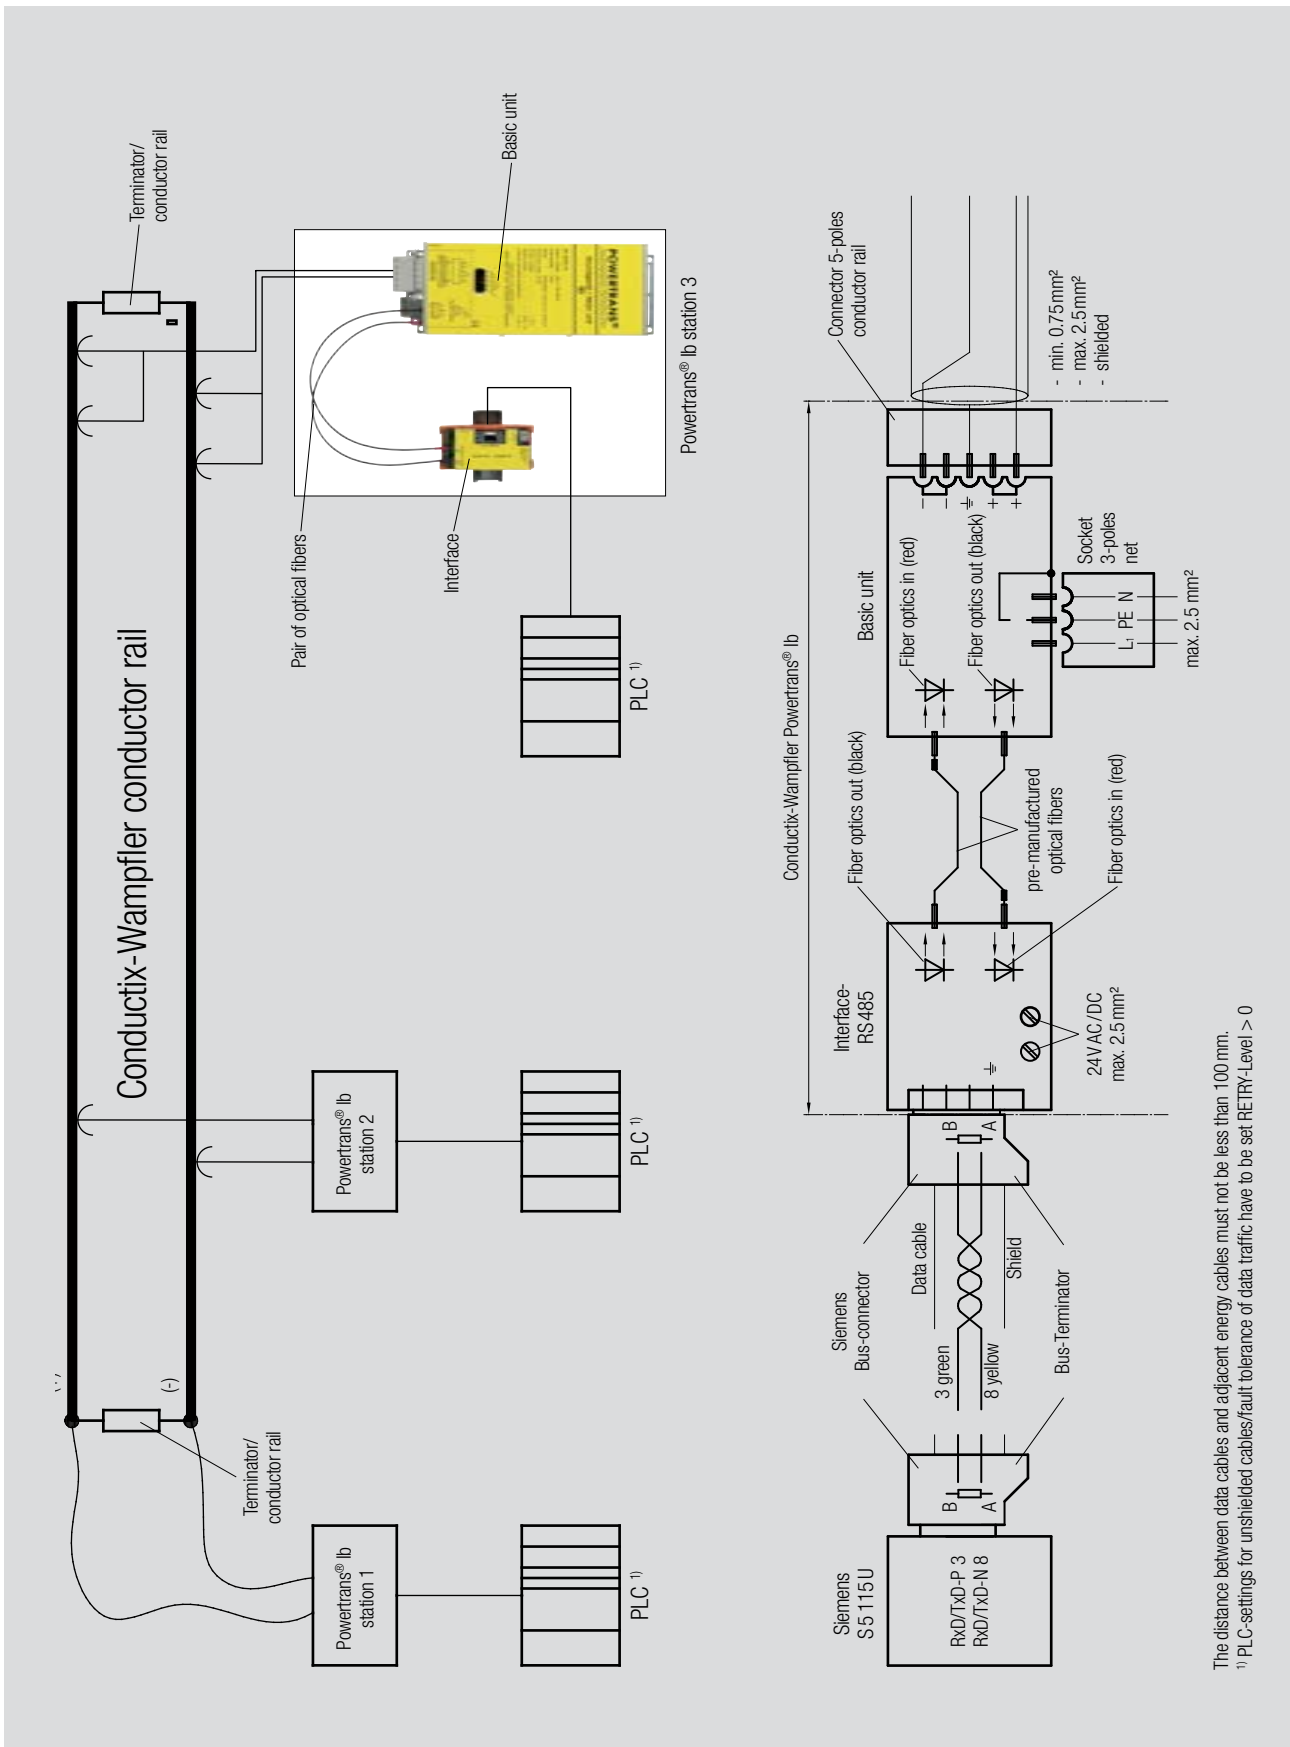 Conductix-Wampfler conductor rail
Terminator/
conductor rail
(-)
Terminator/
conductor rail
Powertrans® Ib
station 1
PLC ¹⁾
Powertrans® Ib
station 2
PLC ¹⁾
PLC ¹⁾
Pair of optical fibers
Interface
Basic unit
POWERTRANS®
Powertrans® Ib station 3
Siemens
S5 115U
RxD/TxD-P 3
RxD/TxD-N 8
B
A
3 green
8 yellow
Siemens
Bus-connector
Data cable
Shield
Bus-Terminator
B
A
Conductix-Wampfler Powertrans® Ib
Interface-
RS485
24V AC/DC
max. 2.5 mm²
Fiber optics out (black)
Fiber optics in (red)
pre-manufactured
optical fibers
Basic unit
Fiber optics in (red)
Fiber optics out (black)
-
-
+
+
L₁ PE N
Socket
3-poles
net
max. 2.5 mm²
Connector 5-poles
conductor rail
- min. 0.75mm²
- max. 2.5mm²
- shielded
The distance between data cables and adjacent energy cables must not be less than 100 mm.
¹⁾ PLC-settings for unshielded cables/fault tolerance of data traffic have to be set RETRY-Level > 0